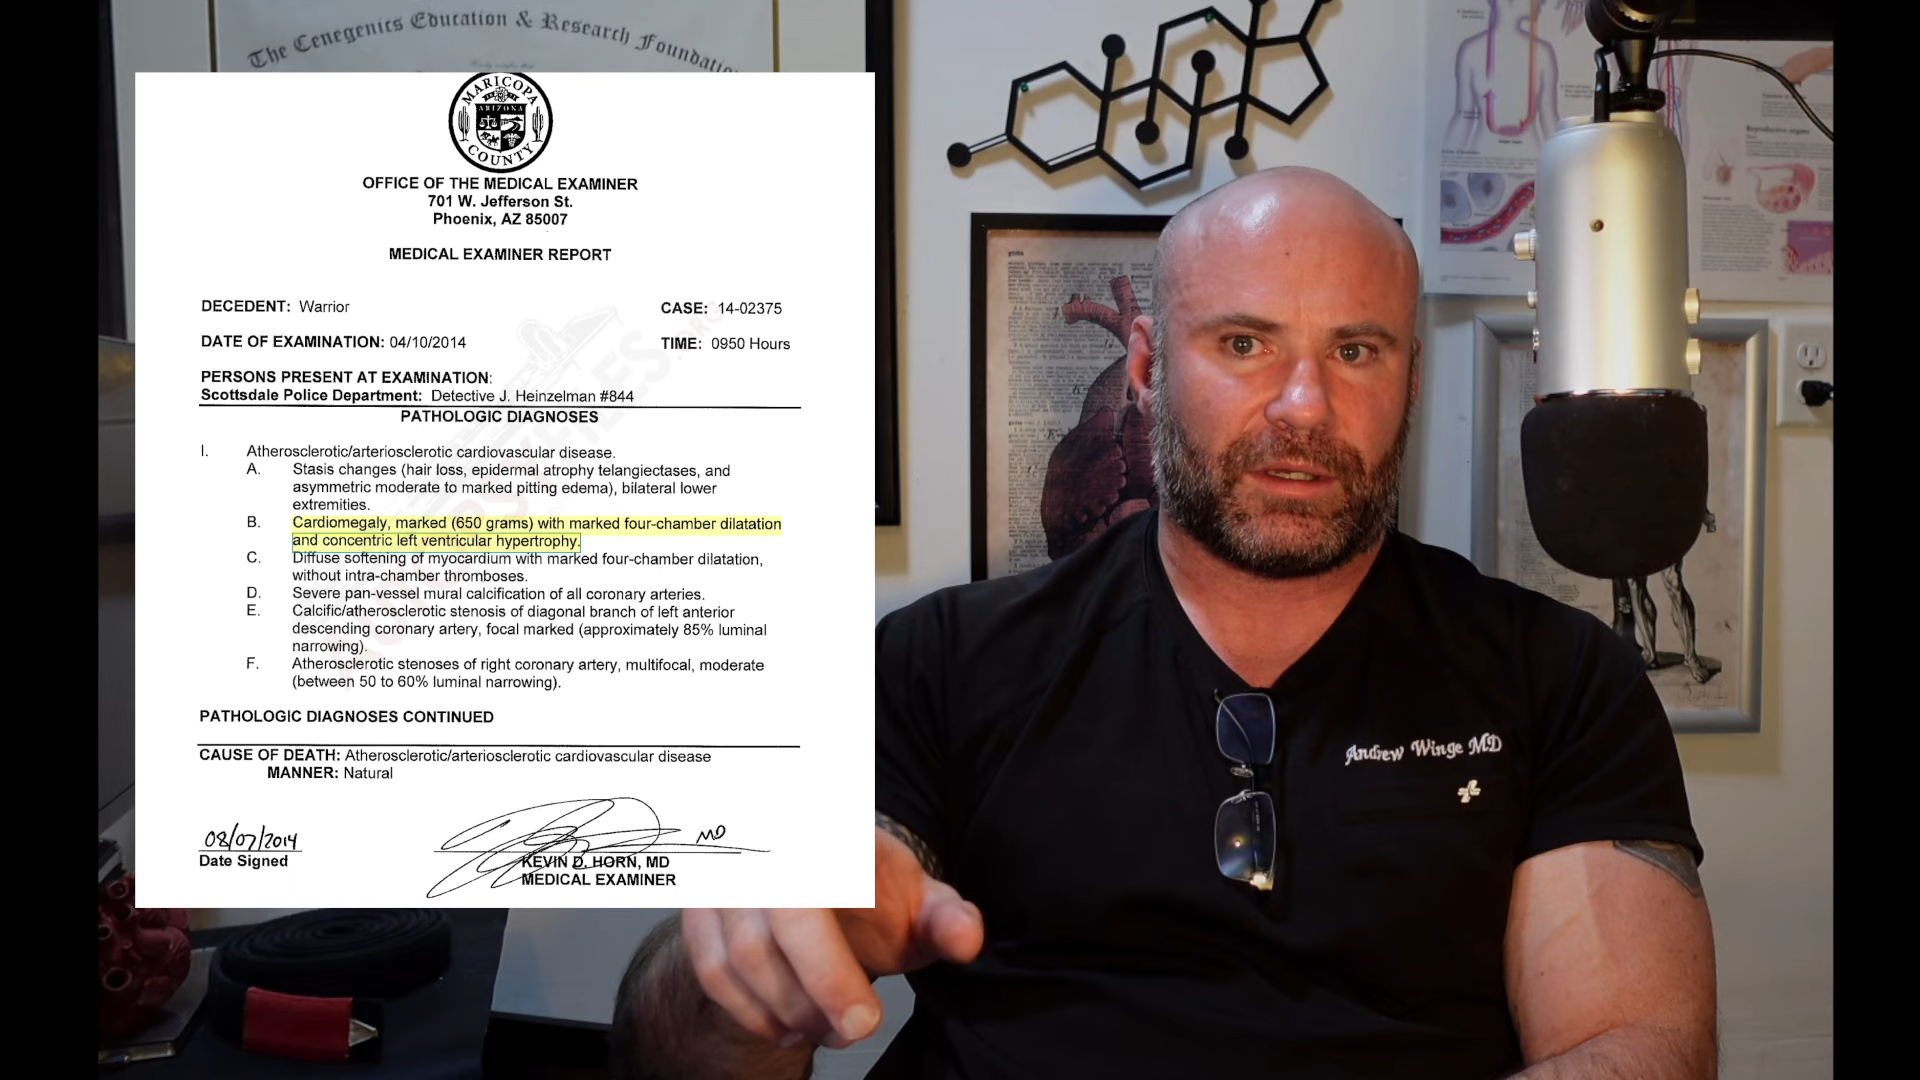 The Cenegenics Education & Research Foundatio
MARICOPA
ARIZONA
COUNTY
OFFICE OF THE MEDICAL EXAMINER
701 W. Jefferson St.
Phoenix, AZ 85007
MEDICAL EXAMINER REPORT
DECEDENT: Warrior
CASE: 14-02375
DATE OF EXAMINATION: 04/10/2014
TIME: 0950 Hours
PERSONS PRESENT AT EXAMINATION:
Scottsdale Police Department: Detective J. Heinzelman #844
PATHOLOGIC DIAGNOSES
I. Atherosclerotic/arteriosclerotic cardiovascular disease.
A. Stasis changes (hair loss, epidermal atrophy telangiectases, and
asymmetric moderate to marked pitting edema), bilateral lower
extremities.
B. Cardiomegaly, marked (650 grams) with marked four-chamber dilatation
and concentric left ventricular hypertrophy.
C. Diffuse softening of myocardium with marked four-chamber dilatation,
without intra-chamber thromboses.
D. Severe pan-vessel mural calcification of all coronary arteries.
E. Calcific/atherosclerotic stenosis of diagonal branch of left anterior
descending coronary artery, focal marked (approximately 85% luminal
narrowing).
F. Atherosclerotic stenoses of right coronary artery, multifocal, moderate
(between 50 to 60% luminal narrowing).
PATHOLOGIC DIAGNOSES CONTINUED
CAUSE OF DEATH: Atherosclerotic/arteriosclerotic cardiovascular disease
MANNER: Natural
08/07/2014
Date Signed
MD
KEVIN D. HORN, MD
MEDICAL EXAMINER
Andrew Winge MD
Reproductive organs